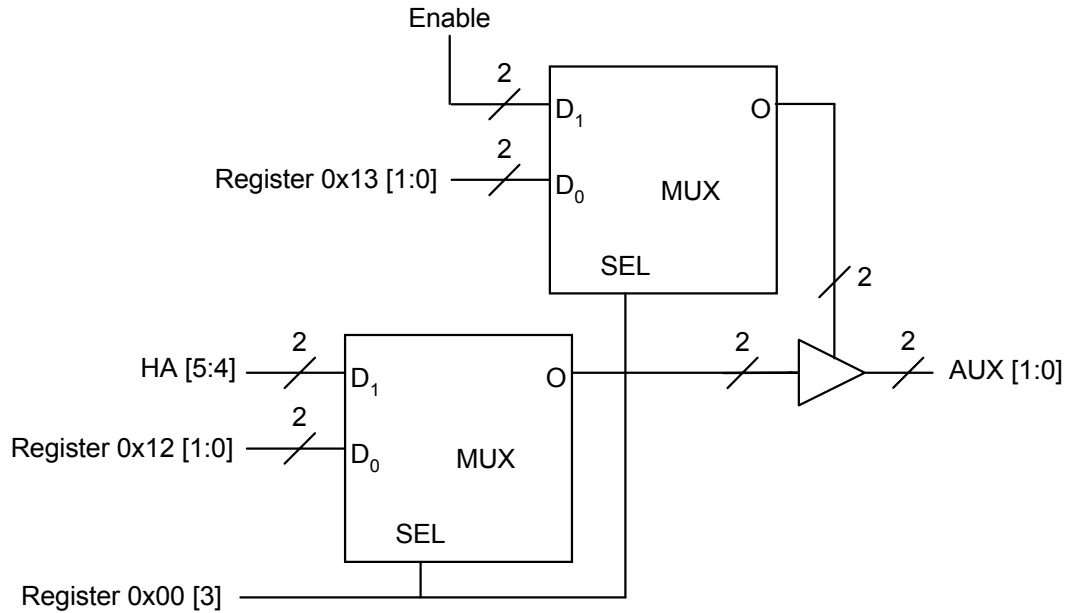 Enable
2
D1
O
2
Register 0x13 [1:0]
D0
MUX
SEL
2
2
HA [5:4]
D1
O
2
2
AUX [1:0]
2
Register 0x12 [1:0]
D0
MUX
SEL
Register 0x00 [3]